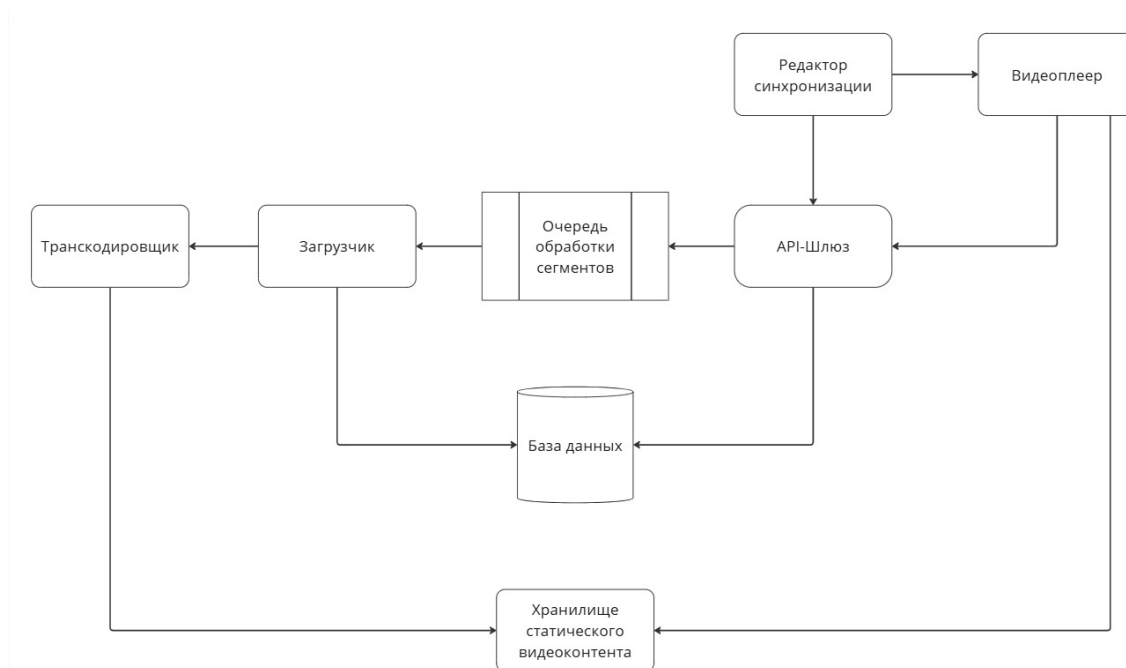 Редактор
синхронизации
Видеоплеер
Транскодировщик
Загрузчик
Очередь
обработки
сегментов
API-Шлюз
База данных
Хранилище
статического
видеоконтента